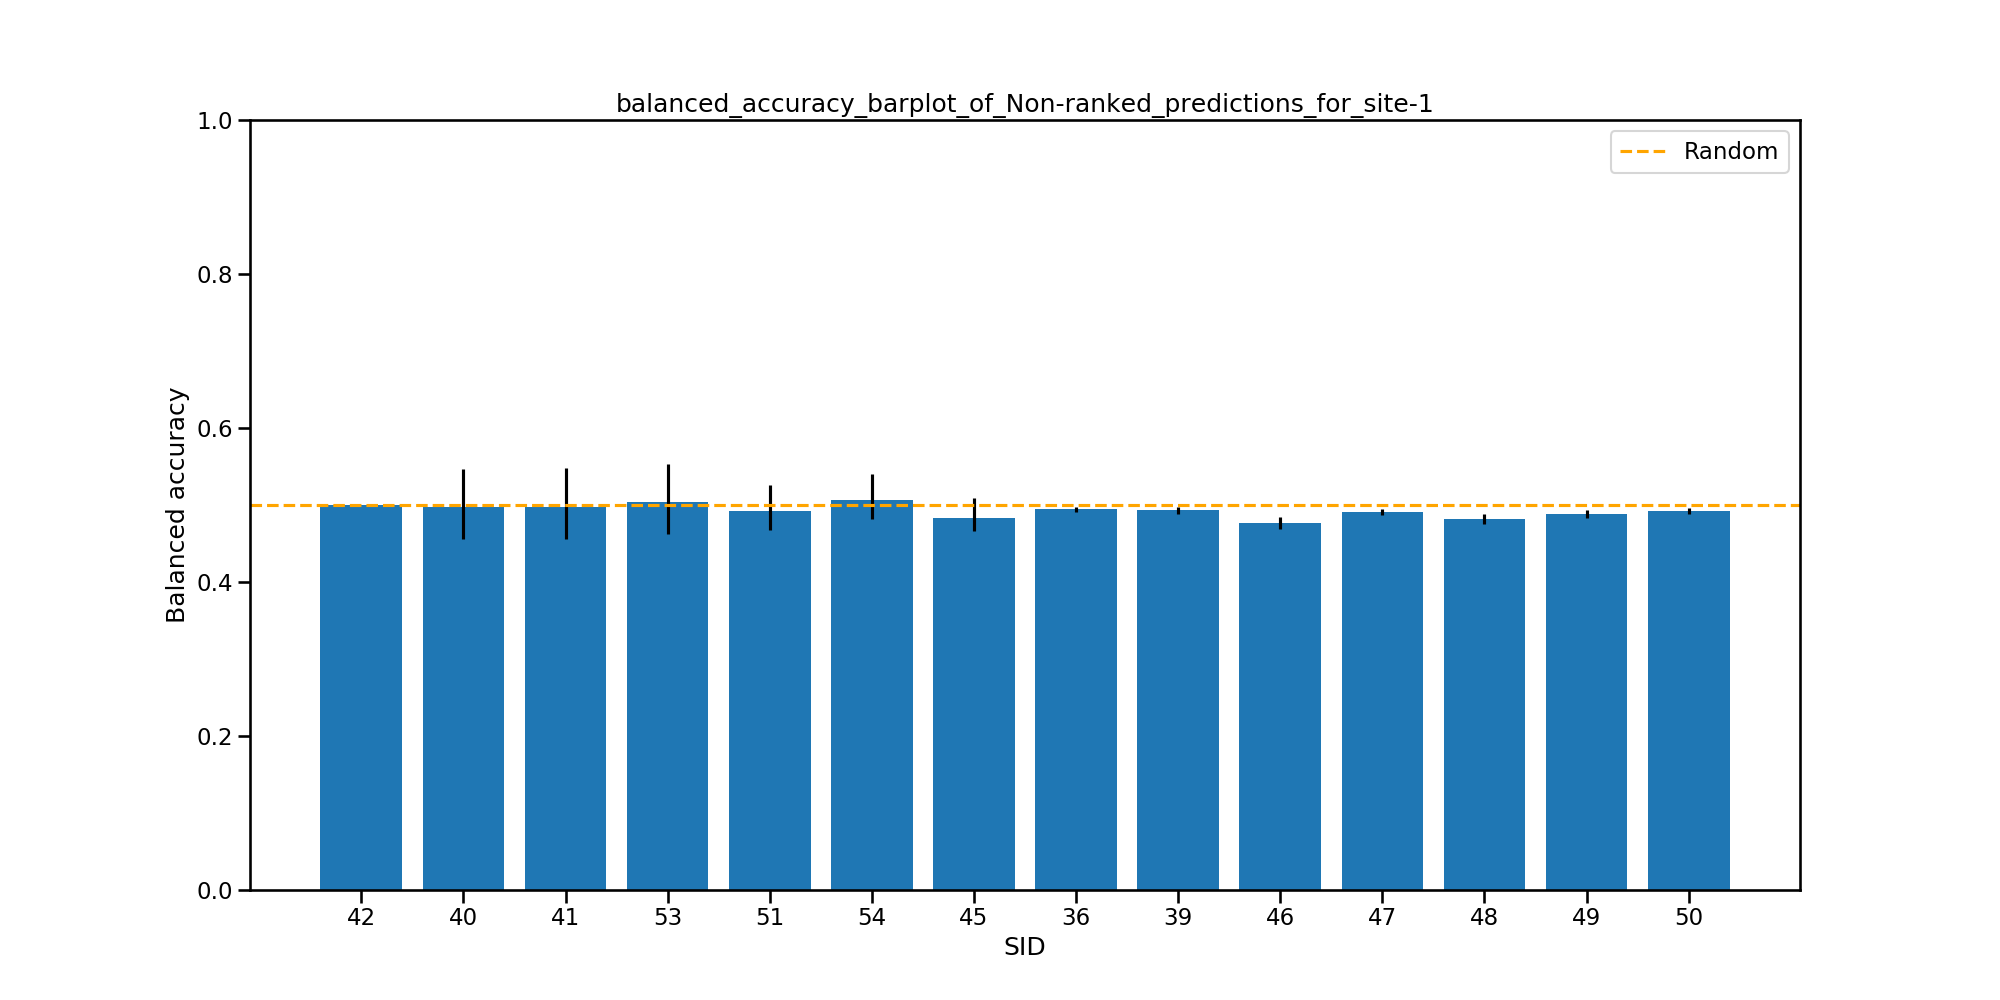 balanced_accuracy_barplot_of_Non-ranked_predictions_for_site-1
1.0
Random
0.8
0.6
0.4
0.2
0.0
Balanced accuracy
42 40 41 53 51 54 45 36 39 46 47 48 49 50
SID